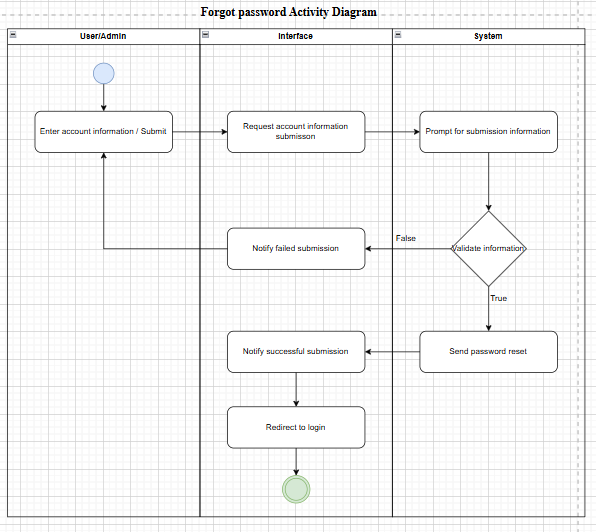 Forgot password Activity Diagram
User/Admin
Interface
System
Enter account information / Submit
Request account information
submisson
Prompt for submission information
Notify failed submission
False
Validate information
True
Notify successful submission
Send password reset
Redirect to login